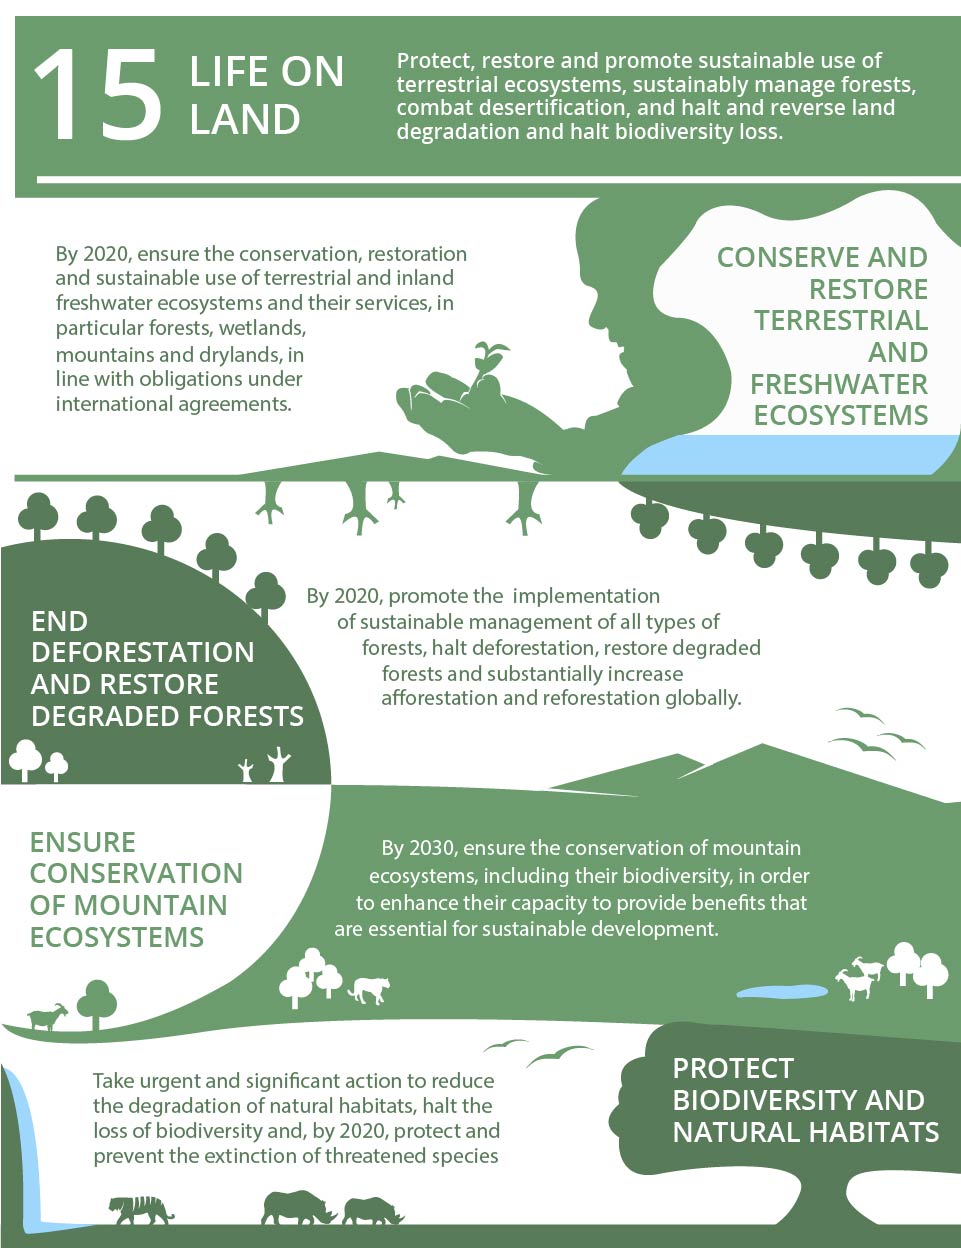 15
LIFE ON
LAND
Protect, restore and promote sustainable use of
terrestrial ecosystems, sustainably manage forests,
combat desertification, and halt and reverse land
degradation and halt biodiversity loss.
By 2020, ensure the conservation, restoration
and sustainable use of terrestrial and inland
freshwater ecosystems and their services, in
particular forests, wetlands,
mountains and drylands, in
line with obligations under
international agreements.
CONSERVE AND
RESTORE
TERRESTRIAL
AND
FRESHWATER
ECOSYSTEMS
END
DEFORESTATION
AND RESTORE
DEGRADED FORESTS
By 2020, promote the implementation
of sustainable management of all types of
forests, halt deforestation, restore degraded
forests and substantially increase
afforestation and reforestation globally.
ENSURE
CONSERVATION
OF MOUNTAIN
ECOSYSTEMS
By 2030, ensure the conservation of mountain
ecosystems, including their biodiversity, in order
to enhance their capacity to provide benefits that
are essential for sustainable development.
Take urgent and significant action to reduce
the degradation of natural habitats, halt the
loss of biodiversity and, by 2020, protect and
prevent the extinction of threatened species
PROTECT
BIODIVERSITY AND
NATURAL HABITATS